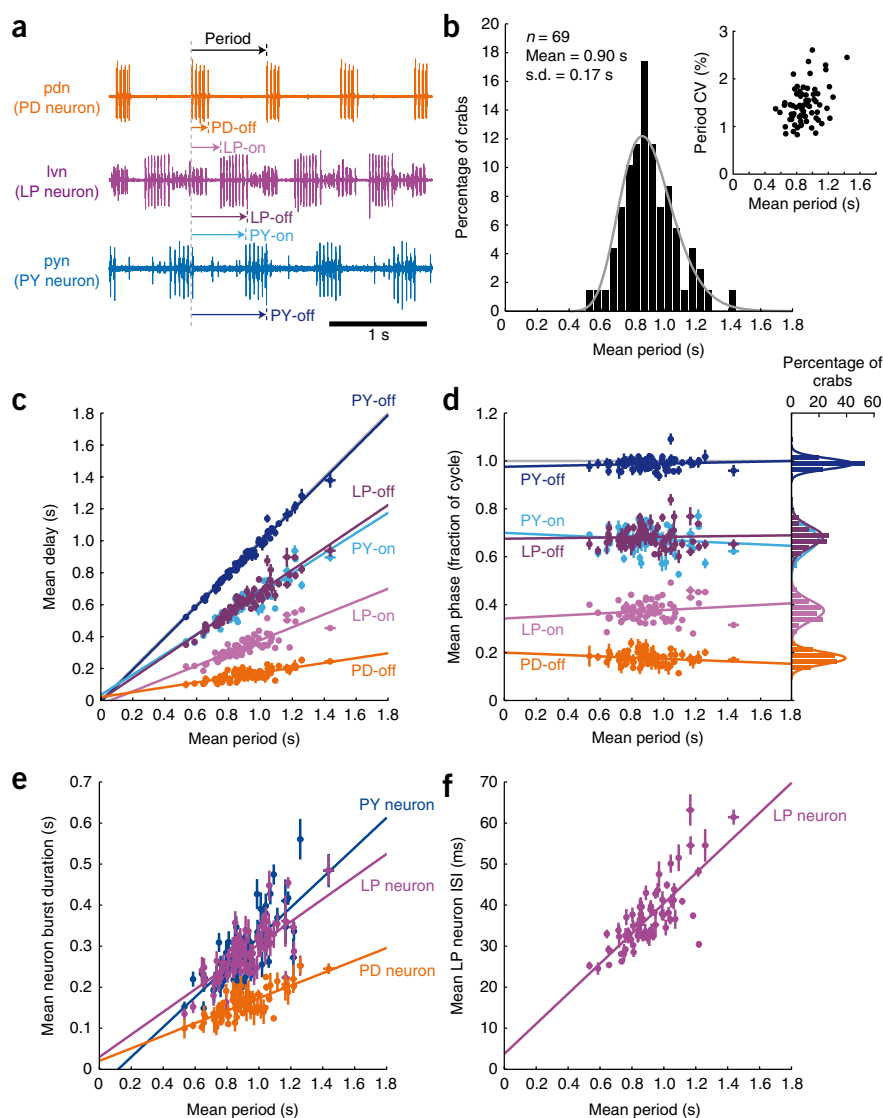 a
Period
pdn
(PD neuron)
PD-off
LP-on
lvn
(LP neuron)
LP-off
PY-on
pyn
(PY neuron)
PY-off
1 s
b
20
18
16
14
12
10
8
6
4
2
0
Percentage of crabs
n = 69
Mean = 0.90 s
s.d. = 0.17 s
0 0.2 0.4 0.6 0.8 1.0 1.2 1.4 1.6 1.8
Mean period (s)
3
2
1
0
Period CV (%)
0 0.4 0.8 1.2 1.6
Mean period (s)
c
1.8
1.6
1.4
1.2
1.0
0.8
0.6
0.4
0.2
0
Mean delay (s)
PY-off
LP-off
PY-on
LP-on
PD-off
0 0.2 0.4 0.6 0.8 1.0 1.2 1.4 1.6 1.8
Mean period (s)
d
Percentage of
crabs
0 20 40 60
1.2
1.0
0.8
0.6
0.4
0.2
0
Mean phase (fraction of cycle)
PY-off
PY-on
LP-off
LP-on
PD-off
0 0.2 0.4 0.6 0.8 1.0 1.2 1.4 1.6 1.8
Mean period (s)
e
0.7
0.6
0.5
0.4
0.3
0.2
0.1
0
Mean neuron burst duration (s)
PY neuron
LP neuron
PD neuron
0 0.2 0.4 0.6 0.8 1.0 1.2 1.4 1.6 1.8
Mean period (s)
f
70
60
50
40
30
20
10
0
Mean LP neuron ISI (ms)
LP neuron
0 0.2 0.4 0.6 0.8 1.0 1.2 1.4 1.6 1.8
Mean period (s)